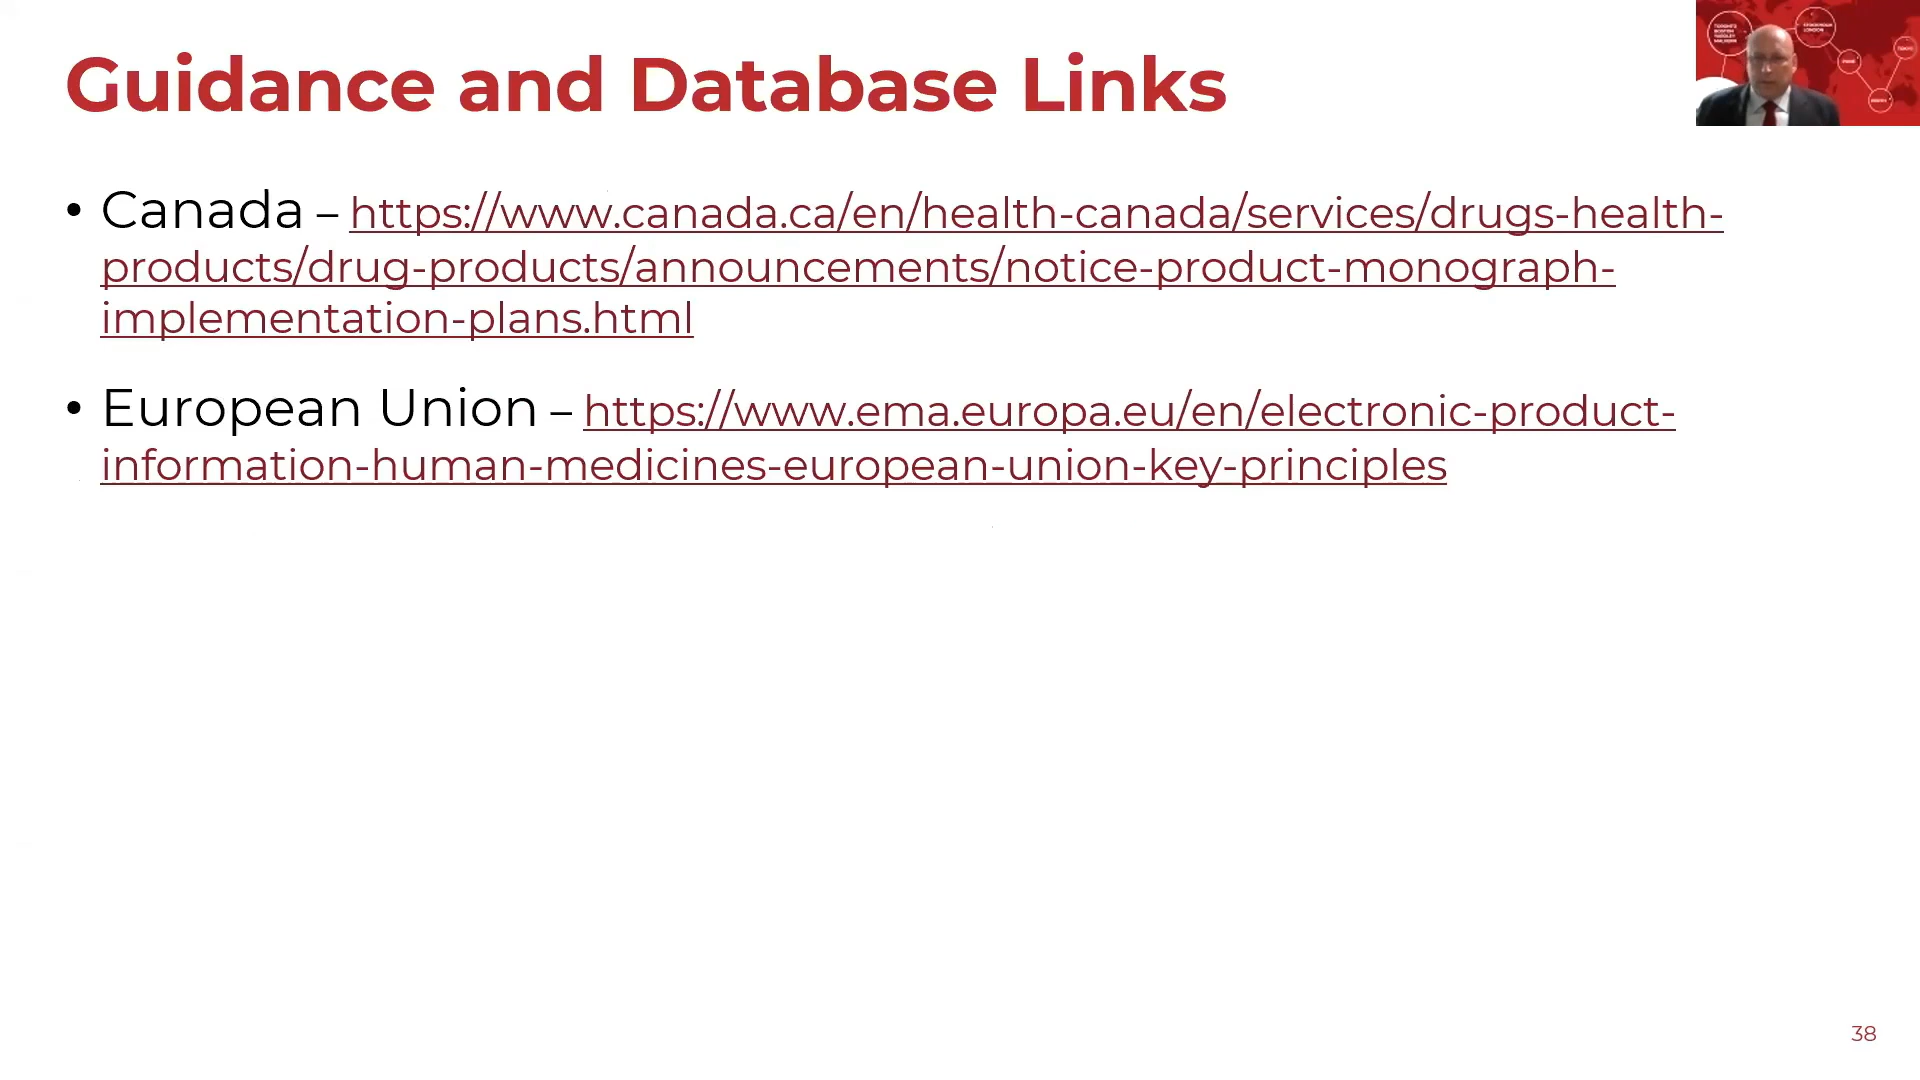 Guidance and Database Links
• Canada – https://www.canada.ca/en/health-canada/services/drugs-health-
products/drug-products/announcements/notice-product-monograph-
implementation-plans.html
• European Union – https://www.ema.europa.eu/en/electronic-product-
information-human-medicines-european-union-key-principles
38